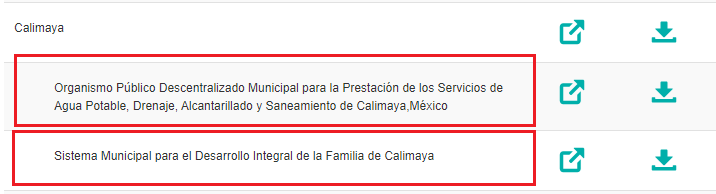 Calimaya
Organismo Público Descentralizado Municipal para la Prestación de los Servicios de
Agua Potable, Drenaje, Alcantarillado y Saneamiento de Calimaya,México
Sistema Municipal para el Desarrollo Integral de la Familia de Calimaya